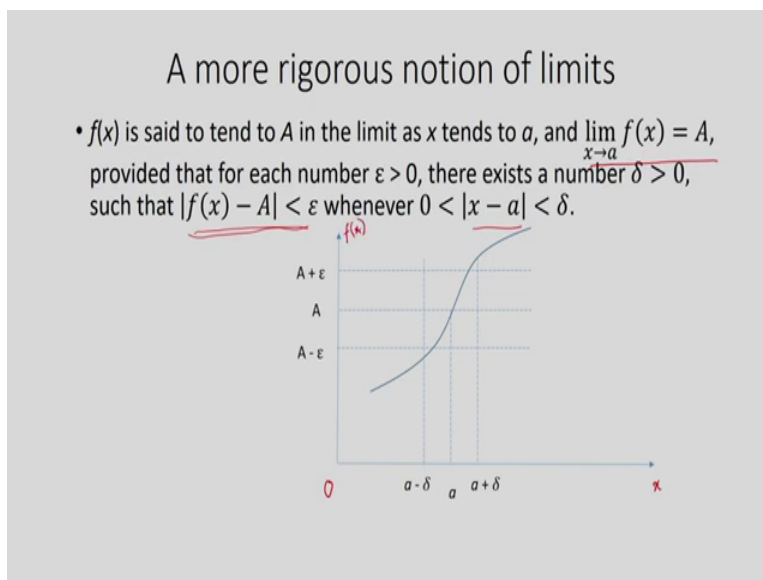 A more rigorous notion of limits
• f(x) is said to tend to A in the limit as x tends to a, and lim f(x) = A,
x→a
provided that for each number ε > 0, there exists a number δ > 0,
such that |f(x) − A| < ε whenever 0 < |x − a| < δ.
f(x)
A + ε
A
A - ε
0 a - δ a a + δ x